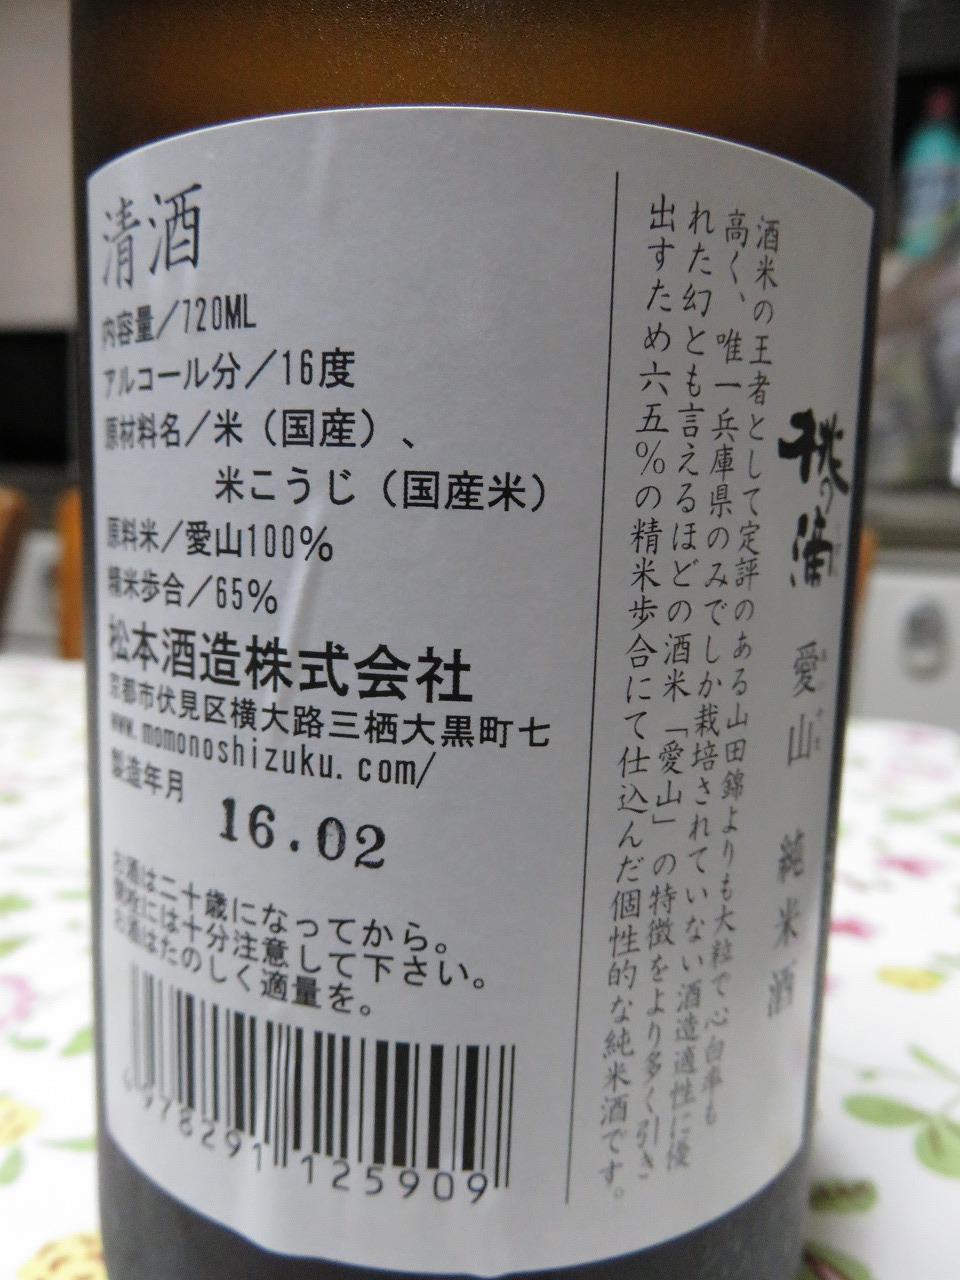 清酒
内容量/720ML
アルコール分/16度
原材料名/米（国産）、
米こうじ（国産米）
原料米/愛山100%
精米歩合/65%
松本酒造株式会社
京都市伏見区横大路三栖大黒町七
www.momonoshizuku.com/
製造年月
16.02
お酒は二十歳になってから。
開栓には十分注意して下さい。
お酒はたのしく適量を。
4978291125909
桃の滴 愛山 純米酒
酒米の王者として定評のある山田錦よりも大粒で心白率も
高く、唯一兵庫県のみでしか栽培されていない酒造適性に優
れた幻とも言えるほどの酒米「愛山」の特徴をより多く引き
出すため六五%の精米歩合にて仕込んだ個性的な純米酒です。